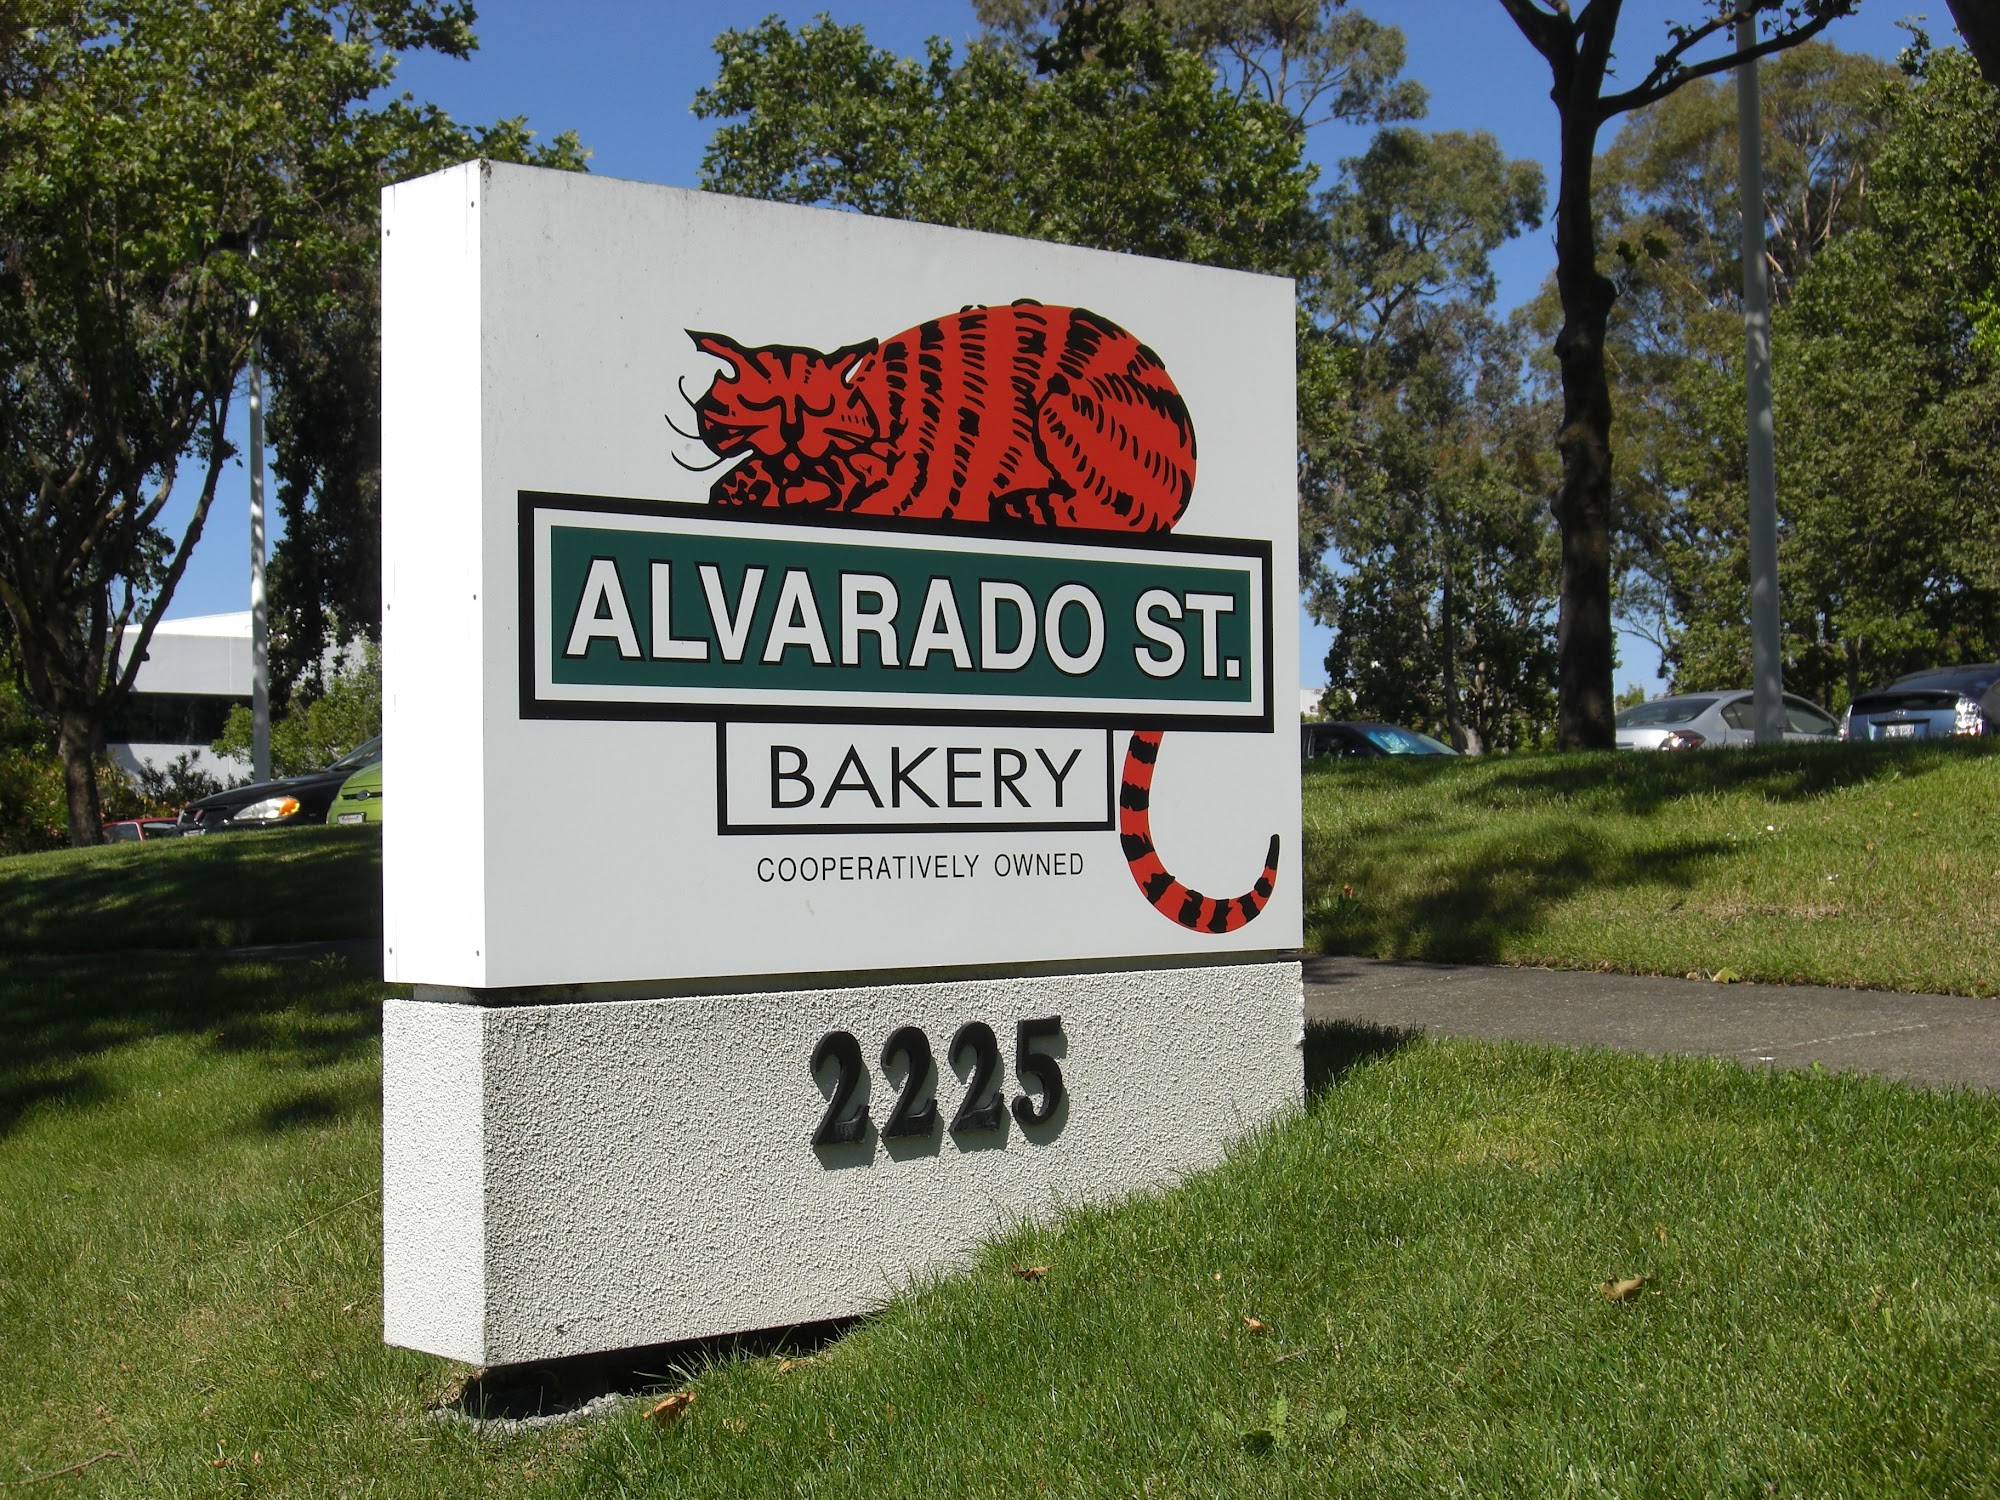 ALVARADO ST.
BAKERY
COOPERATIVELY OWNED
2225